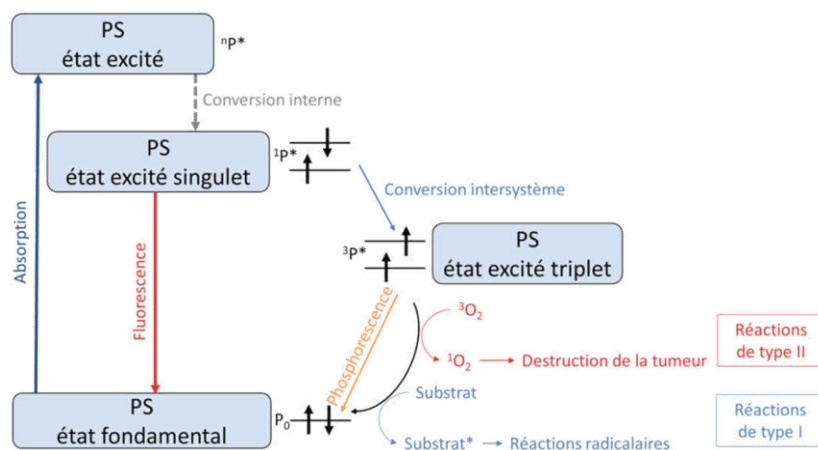 PS
état excité
ⁿP*
Conversion interne
PS
état excité singulet
¹P*
Conversion intersystème
Absorption
Fluorescence
³P*
PS
état excité triplet
Phosphorescence
³O₂
¹O₂
Destruction de la tumeur
Réactions
de type II
PS
état fondamental
P₀
Substrat
Substrat*
Réactions radicalaires
Réactions
de type I